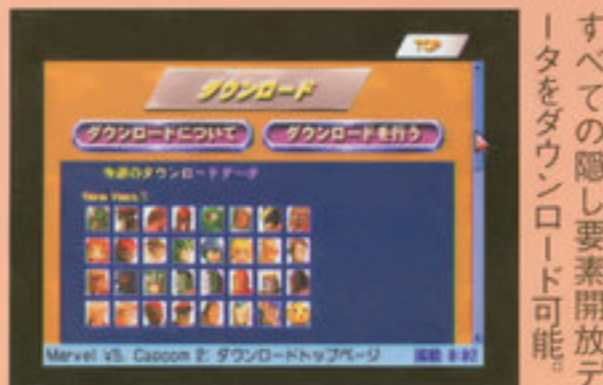 TOP
ダウンロード
ダウンロードについて
ダウンロードを行う
今週のダウンロードデータ
New Hero!
Marvel VS. Capcom 2: ダウンロードトップページ
0:02
すべての隠し要素開放デ
ータをダウンロード可能。